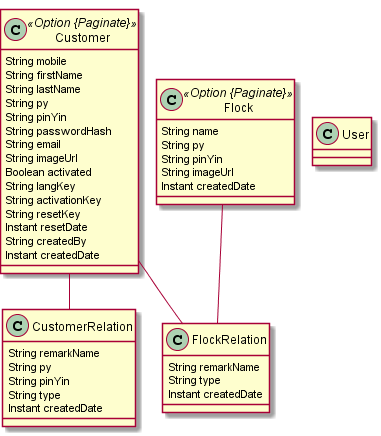 C «Option {Paginate}»
Customer
String mobile
String firstName
String lastName
String py
String pinYin
String passwordHash
String email
String imageUrl
Boolean activated
String langKey
String activationKey
String resetKey
Instant resetDate
String createdBy
Instant createdDate
C «Option {Paginate}»
Flock
String name
String py
String pinYin
String imageUrl
Instant createdDate
C User
C CustomerRelation
String remarkName
String py
String pinYin
String type
Instant createdDate
C FlockRelation
String remarkName
String type
Instant createdDate